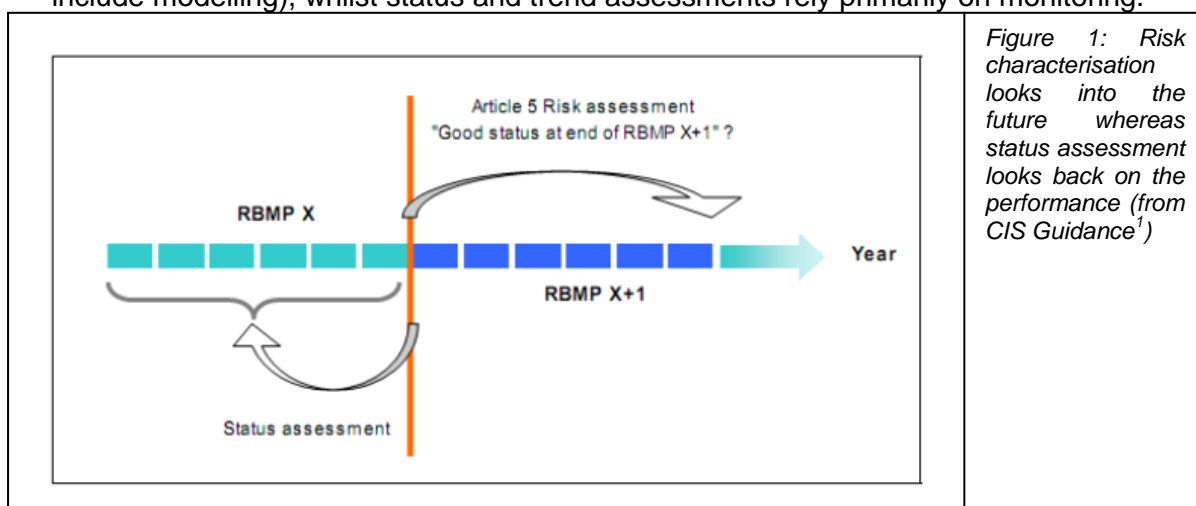 include modelling), whilst status and trend assessments rely primarily on monitoring.
Article 5 Risk assessment
"Good status at end of RBMP X+1" ?
RBMP X
Year
RBMP X+1
Status assessment
Figure 1: Risk
characterisation
looks into the
future whereas
status assessment
looks back on the
performance (from
CIS Guidance1)